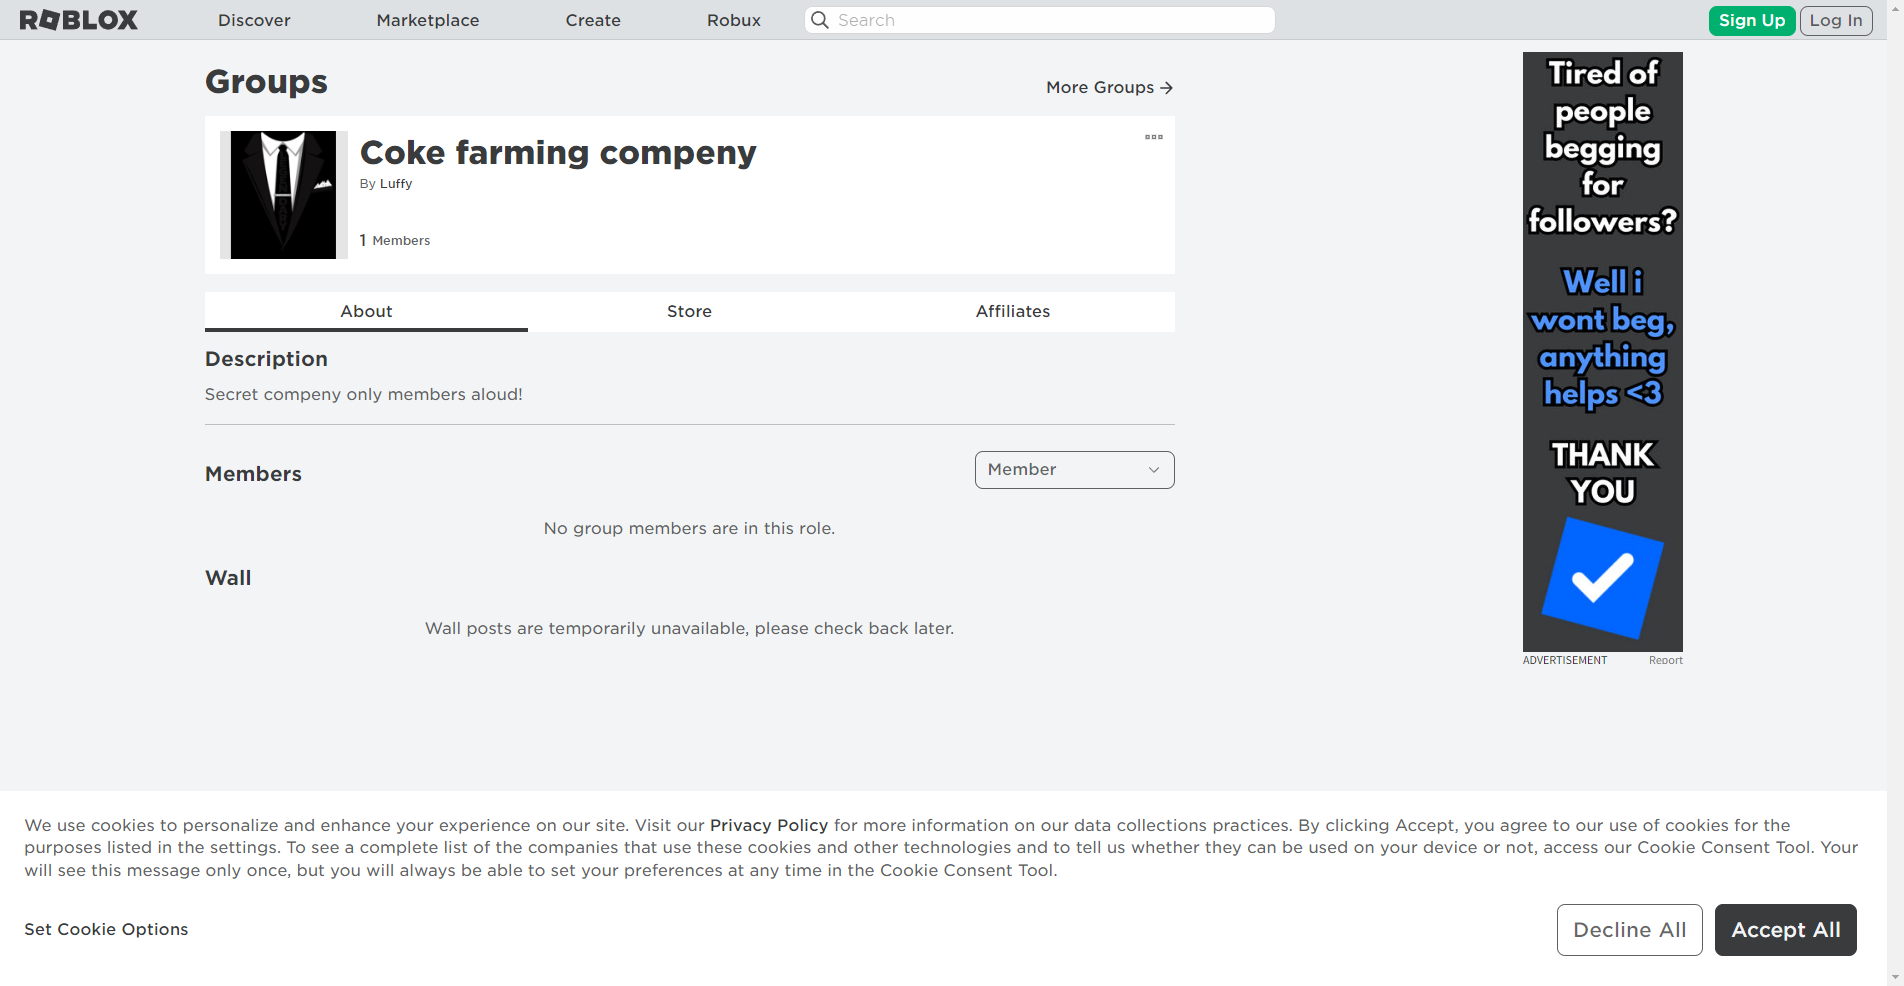 ROBLOX
Discover
Marketplace
Create
Robux
Search
Sign Up
Log In
Groups
More Groups →
Coke farming compeny
By Luffy
1 Members
About
Store
Affiliates
Description
Secret compeny only members aloud!
Members
Member
No group members are in this role.
Wall
Wall posts are temporarily unavailable, please check back later.
Tired of
people
begging
for
followers?
Well i
wont beg,
anything
helps <3
THANK
YOU
ADVERTISEMENT
Report
We use cookies to personalize and enhance your experience on our site. Visit our Privacy Policy for more information on our data collections practices. By clicking Accept, you agree to our use of cookies for the
purposes listed in the settings. To see a complete list of the companies that use these cookies and other technologies and to tell us whether they can be used on your device or not, access our Cookie Consent Tool. Your
will see this message only once, but you will always be able to set your preferences at any time in the Cookie Consent Tool.
Set Cookie Options
Decline All
Accept All